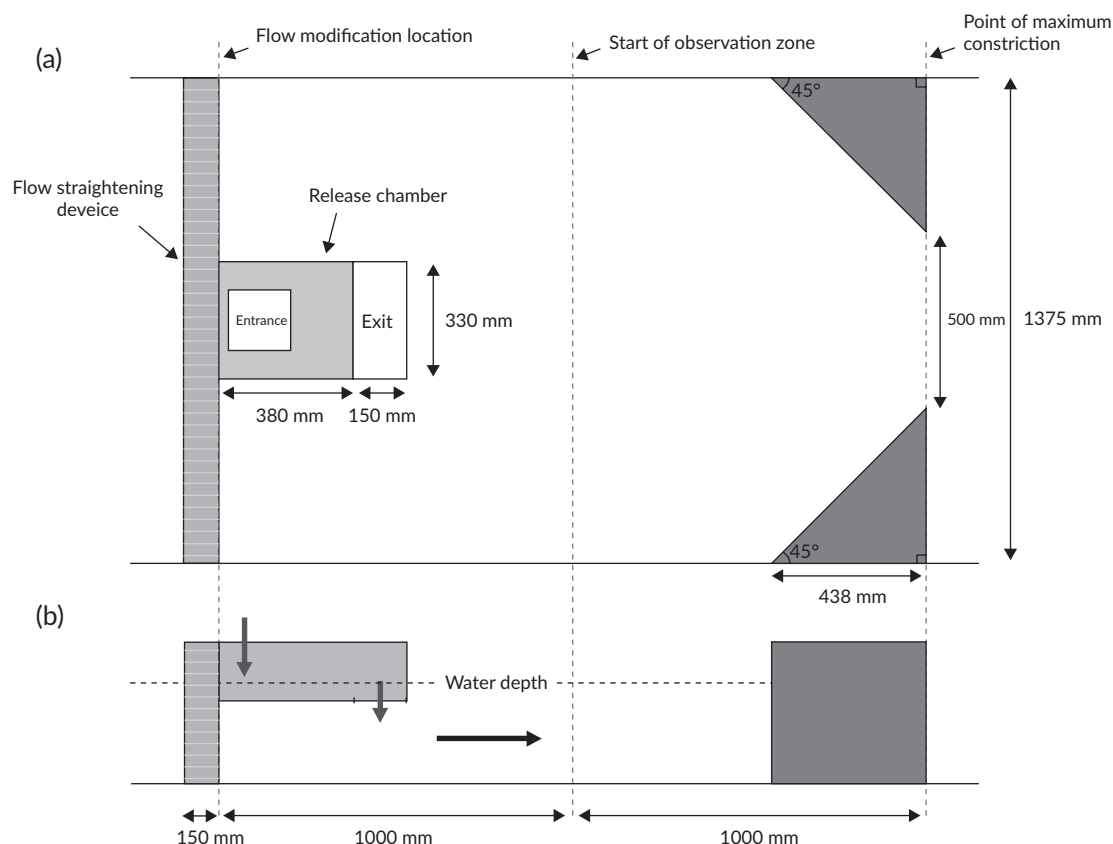 (a)
Flow modification location
Start of observation zone
Point of maximum
constriction
45°
Flow straightening
deveice
Release chamber
Entrance
Exit
330 mm
500 mm
1375 mm
380 mm
150 mm
45°
438 mm
(b)
Water depth
150 mm
1000 mm
1000 mm